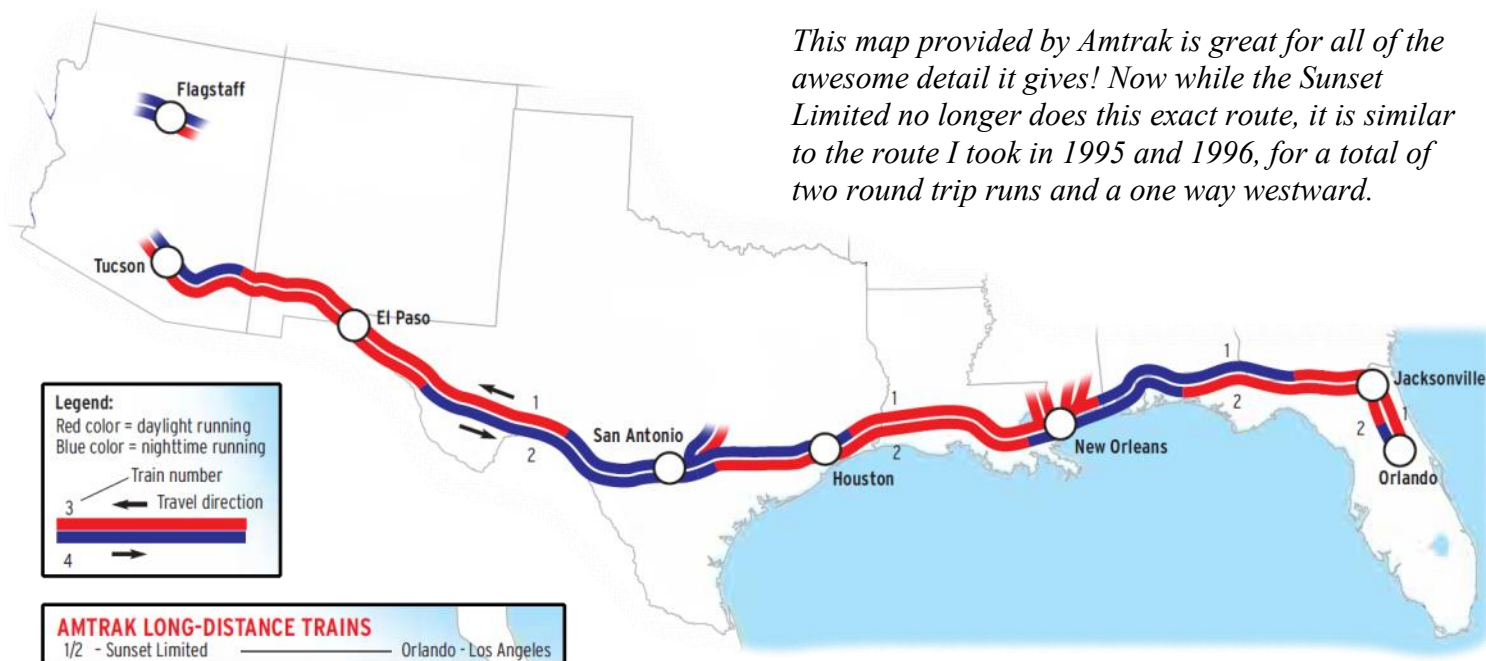 This map provided by Amtrak is great for all of the
awesome detail it gives! Now while the Sunset
Limited no longer does this exact route, it is similar
to the route I took in 1995 and 1996, for a total of
two round trip runs and a one way westward.
Flagstaff
Tucson
El Paso
San Antonio
Houston
New Orleans
Jacksonville
Orlando
1
2
1
2
1
2
1
2
Legend:
Red color = daylight running
Blue color = nighttime running
Train number
3
Travel direction
4
AMTRAK LONG-DISTANCE TRAINS
1/2 - Sunset Limited Orlando - Los Angeles